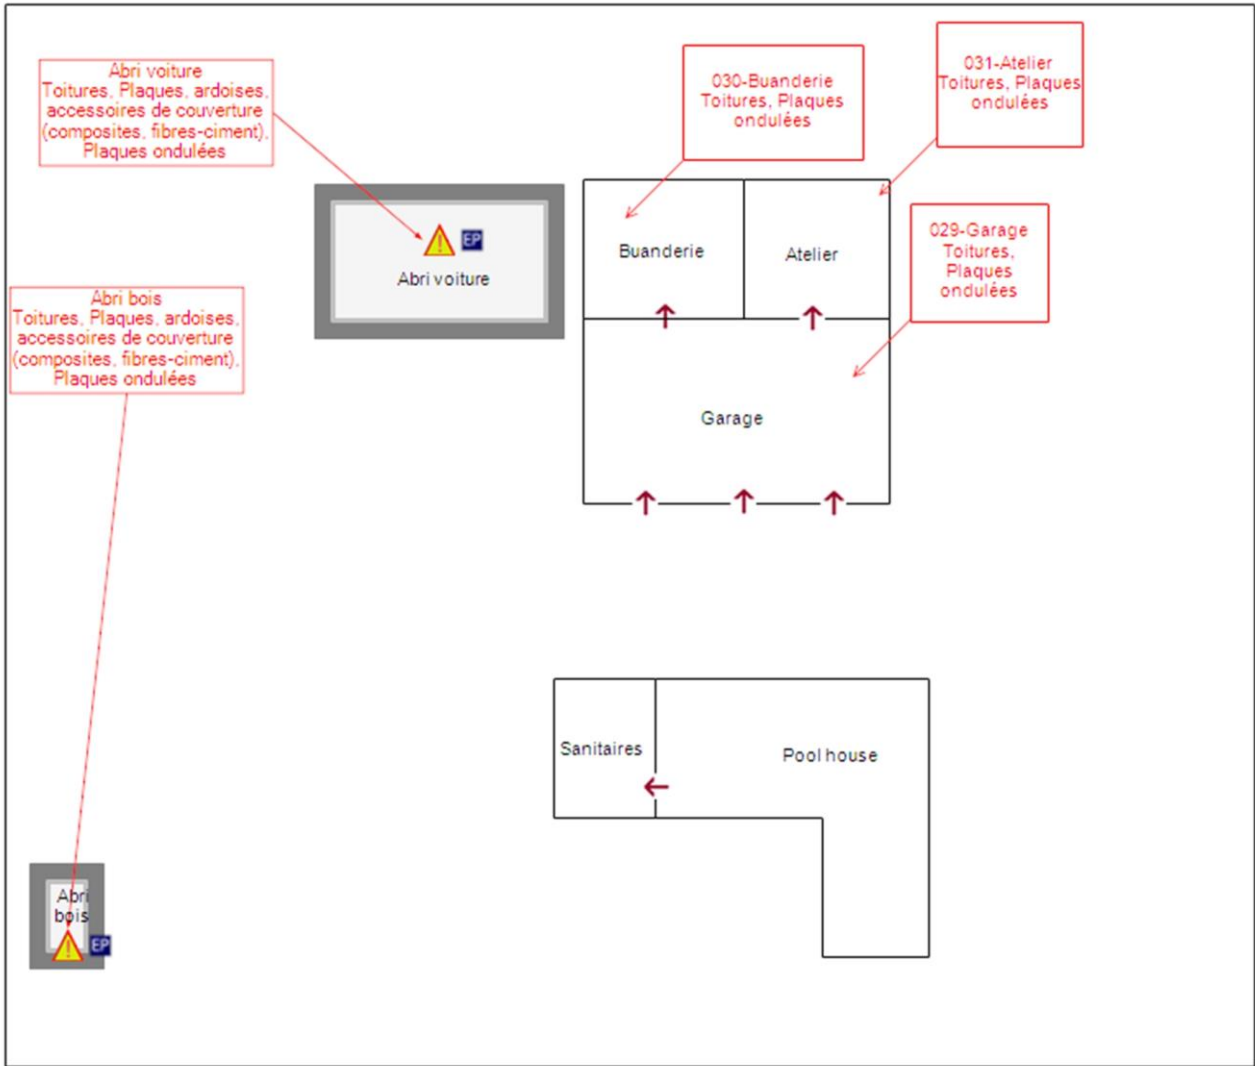 Abri voiture
Toitures, Plaques, ardoises,
accessoires de couverture
(composites, fibres-ciment),
Plaques ondulées
030-Buanderie
Toitures, Plaques
ondulées
031-Atelier
Toitures, Plaques
ondulées
029-Garage
Toitures,
Plaques
ondulées
EP
Abri voiture
Buanderie
Atelier
Abri bois
Toitures, Plaques, ardoises,
accessoires de couverture
(composites, fibres-ciment),
Plaques ondulées
Garage
Sanitaires
Pool house
Abri
bois
EP